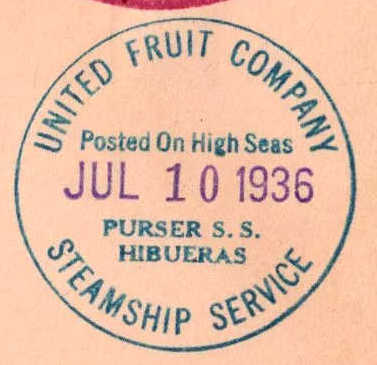 UNITED FRUIT COMPANY
Posted On High Seas
JUL 10 1936
PURSER S. S.
HIBUERAS
STEAMSHIP SERVICE